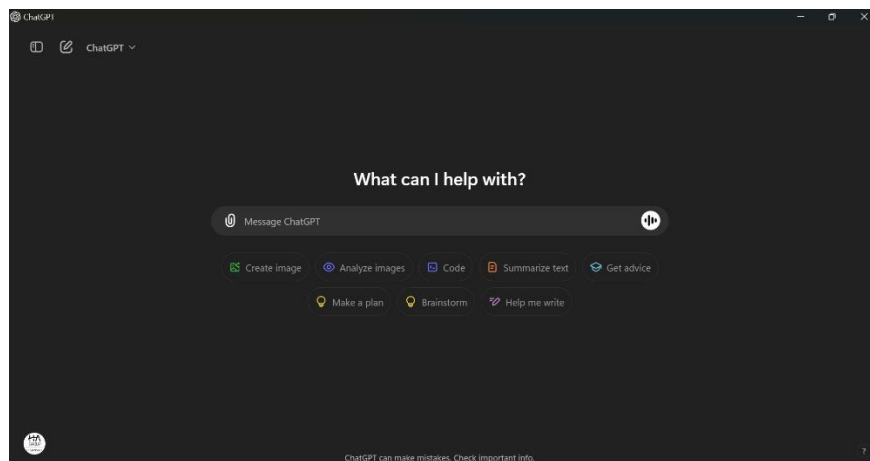 ChatGPT
ChatGPT
What can I help with?
Message ChatGPT
Create image Analyze images Code Summarize text Get advice
Make a plan Brainstorm Help me write
ChatGPT can make mistakes. Check important info.
?